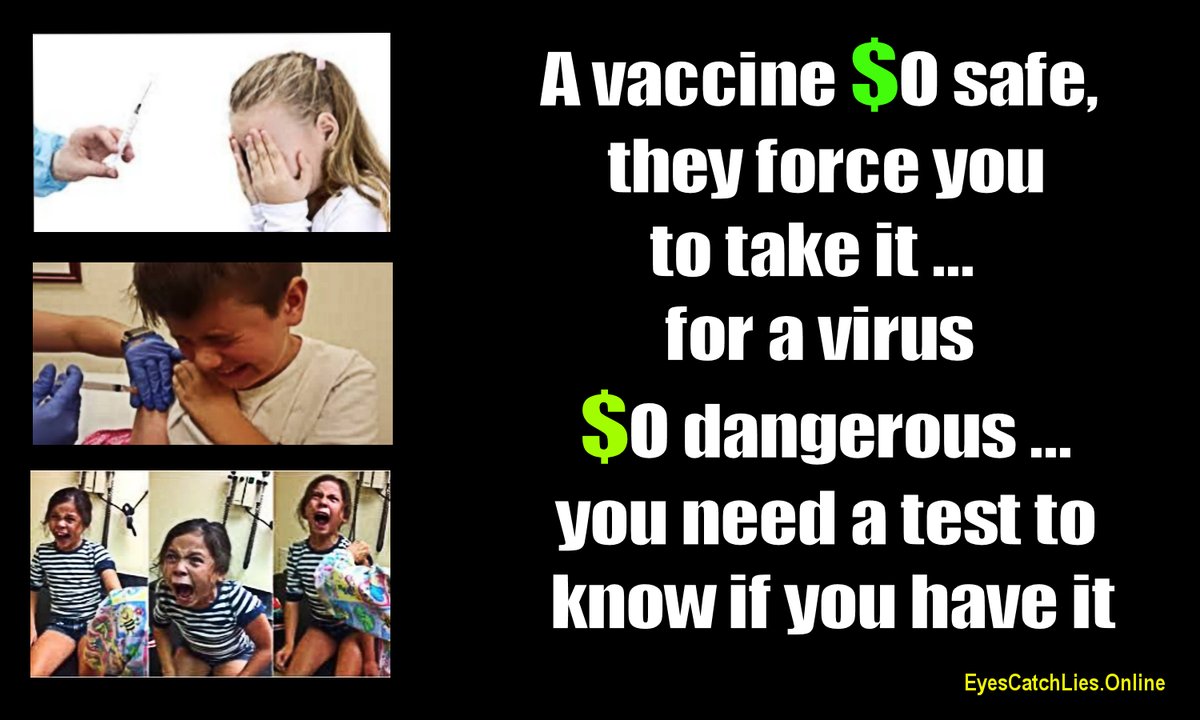 A vaccine $O safe,
they force you
to take it ...
for a virus
$O dangerous ...
you need a test to
know if you have it
EyesCatchLies.Online